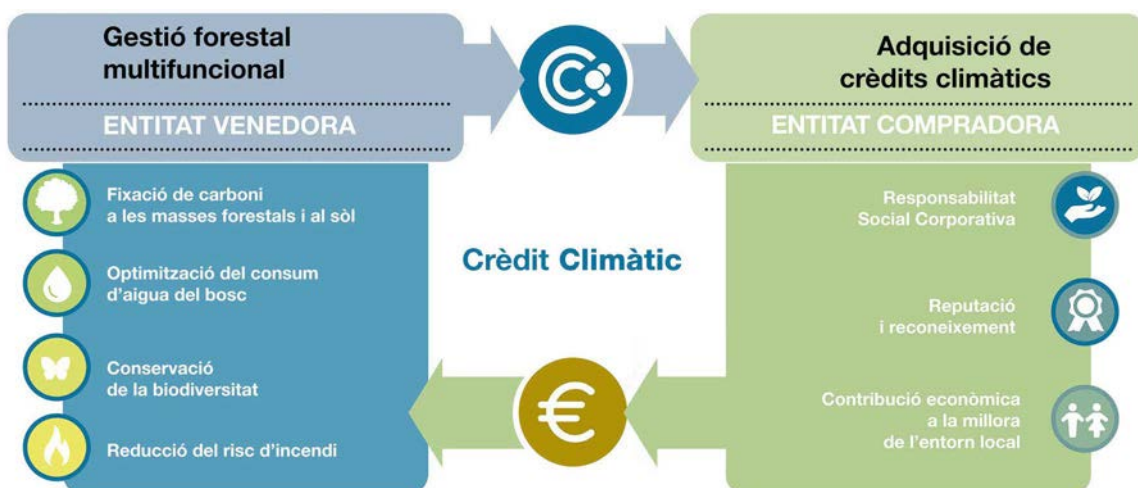 Gestió forestal
multifuncional
ENTITAT VENEDORA
Fixació de carboni
a les masses forestals i al sòl
Optimització del consum
d'aigua del bosc
Conservació
de la biodiversitat
Reducció del risc d'incendi
Crèdit Climàtic
€
Adquisició de
crèdits climàtics
ENTITAT COMPRADORA
Responsabilitat
Social Corporativa
Reputació
i reconeixement
Contribució econòmica
a la millora
de l'entorn local